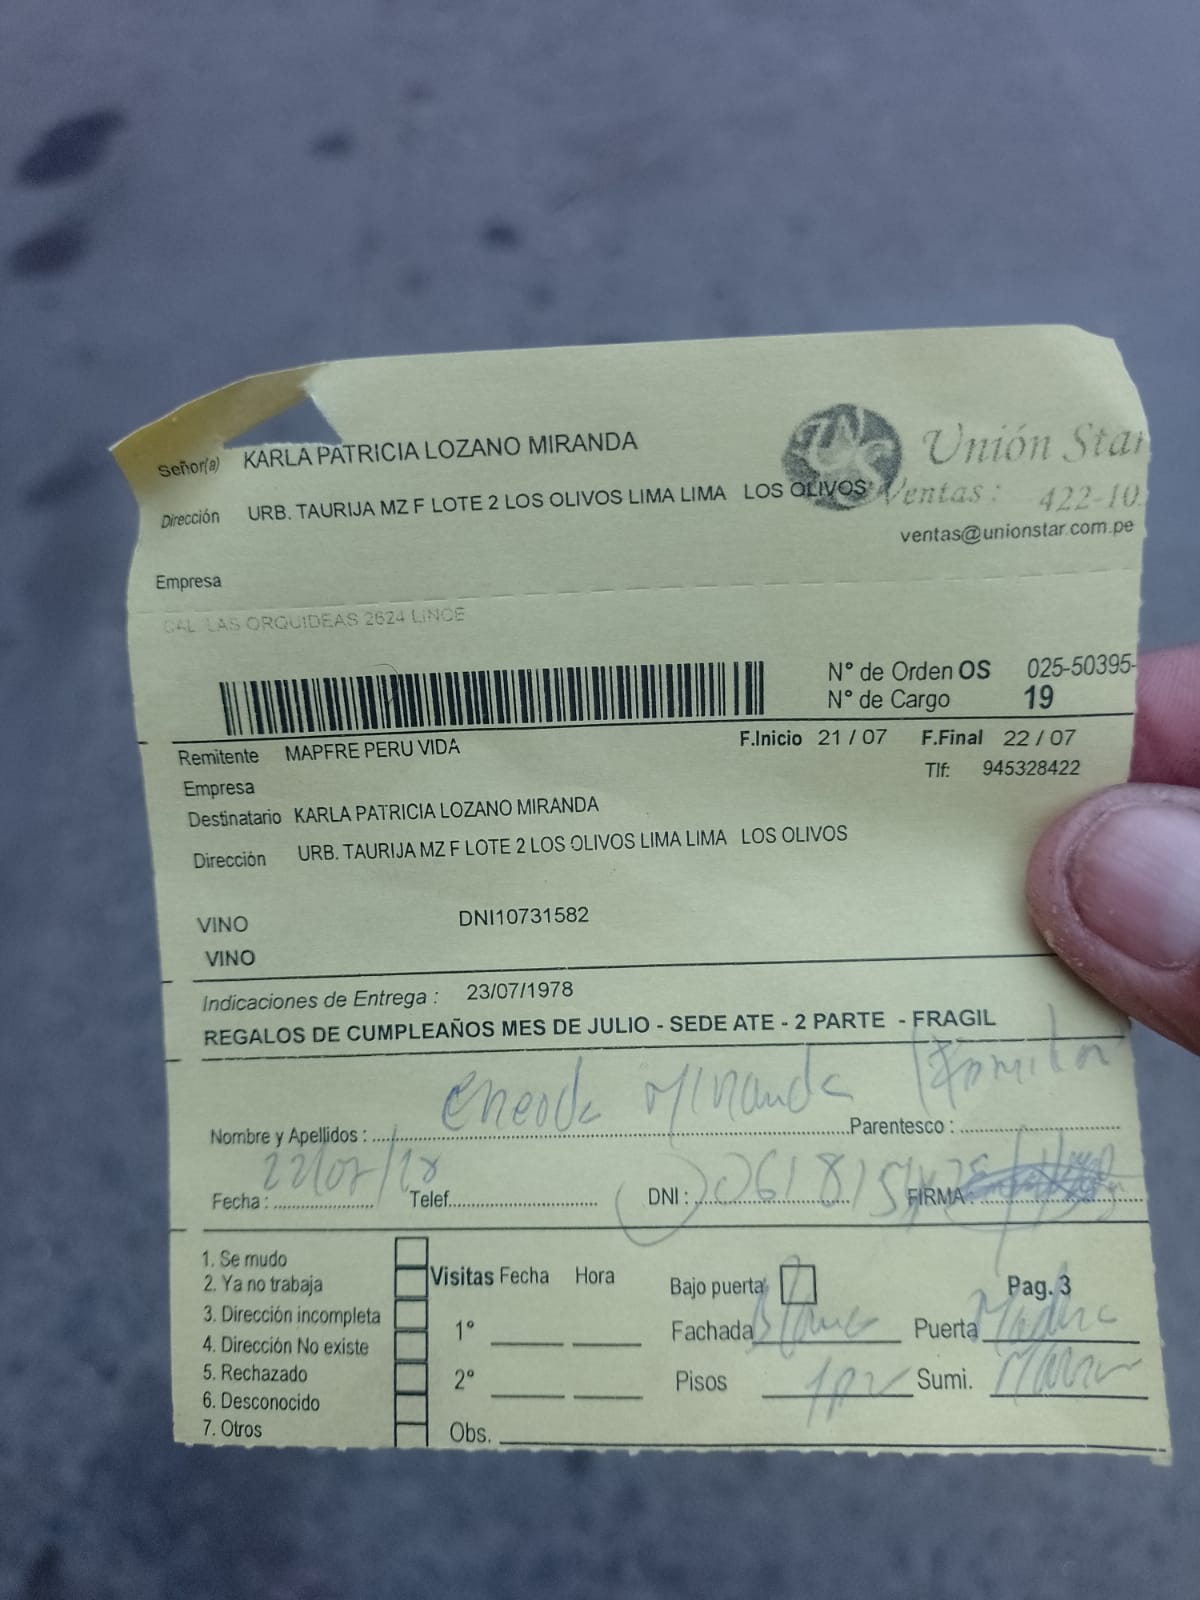 Señor(a) KARLA PATRICIA LOZANO MIRANDA
Unión Star
Dirección URB. TAURIJA MZ F LOTE 2 LOS OLIVOS LIMA LIMA LOS OLIVOS
Ventas: 422-10
ventas@unionstar.com.pe
Empresa
CAL. LAS ORQUIDEAS 2624 LINCE
N° de Orden OS 025-50395-
N° de Cargo 19
Remitente MAPFRE PERU VIDA
F.Inicio 21 / 07 F.Final 22 / 07
Empresa
Tlf: 945328422
Destinatario KARLA PATRICIA LOZANO MIRANDA
Dirección URB. TAURIJA MZ F LOTE 2 LOS OLIVOS LIMA LIMA LOS OLIVOS
VINO DNI10731582
VINO
Indicaciones de Entrega : 23/07/1978
REGALOS DE CUMPLEAÑOS MES DE JULIO - SEDE ATE - 2 PARTE - FRAGIL
Nombre y Apellidos : Miranda Parentesco :
Fecha : 22/07/ Telef. DNI : FIRMA :
1. Se mudo
2. Ya no trabaja
3. Dirección incompleta
4. Dirección No existe
5. Rechazado
6. Desconocido
7. Otros
Visitas Fecha Hora
1°
2°
Obs.
Bajo puerta Pag. 3
Fachada Puerta
Pisos Sumi.